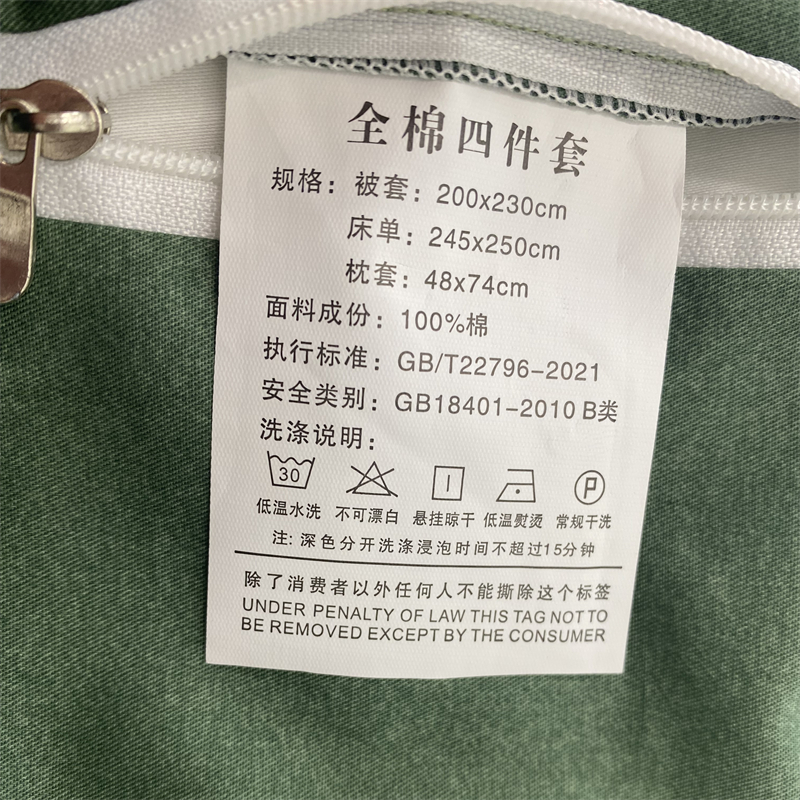 全棉四件套
规格：被套：200x230cm
床单：245x250cm
枕套：48x74cm
面料成份：100%棉
执行标准：GB/T22796-2021
安全类别：GB18401-2010 B类
洗涤说明：
30 P
低温水洗 不可漂白 悬挂晾干 低温熨烫 常规干洗
注: 深色分开洗涤浸泡时间不超过15分钟
除了消费者以外任何人不能撕除这个标签
UNDER PENALTY OF LAW THIS TAG NOT TO
BE REMOVED EXCEPT BY THE CONSUMER